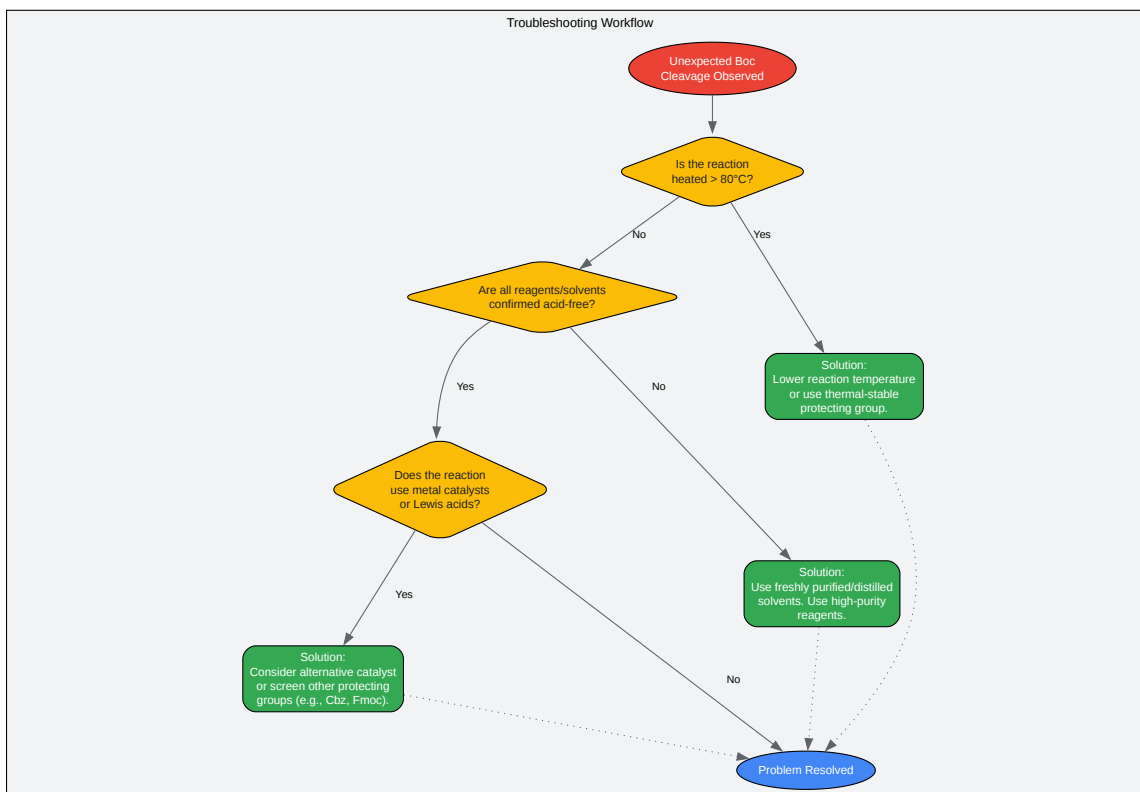 Troubleshooting Workflow
Unexpected Boc
Cleavage Observed
Is the reaction
heated > 80°C?
No
Yes
Are all reagents/solvents
confirmed acid-free?
Solution:
Lower reaction temperature
or use thermal-stable
protecting group.
Yes
No
Does the reaction
use metal catalysts
or Lewis acids?
Solution:
Use freshly purified/distilled
solvents. Use high-purity
reagents.
Yes
Solution:
Consider alternative catalyst
or screen other protecting
groups (e.g., Cbz, Fmoc).
No
Problem Resolved